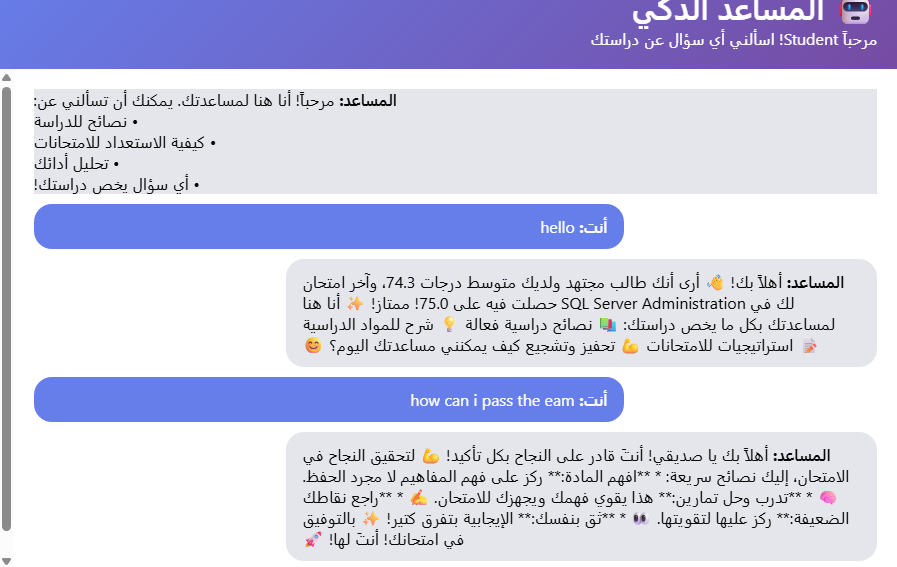 🤖 المساعد الذكي
مرحباً Student! اسألني أي سؤال عن دراستك
المساعد: مرحباً! أنا هنا لمساعدتك. يمكنك أن تسألني عن:
• نصائح للدراسة
• كيفية الاستعداد للامتحانات
• تحليل أدائك
• أي سؤال يخص دراستك!
أنت: hello
المساعد: أهلاً بك! 👋 أرى أنك طالب مجتهد ولديك متوسط درجات 74.3، وآخر امتحان
لك في SQL Server Administration حصلت فيه على 75.0! ممتاز! ✨ أنا هنا
لمساعدتك بكل ما يخص دراستك: 📚 نصائح دراسية فعالة 💡 شرح للمواد الدراسية
📝 استراتيجيات للامتحانات 💪 تحفيز وتشجيع كيف يمكنني مساعدتك اليوم؟ 😊
أنت: how can i pass the eam
المساعد: أهلاً بك يا صديقي! أنتَ قادر على النجاح بكل تأكيد! 💪 لتحقيق النجاح في
الامتحان، إليك نصائح سريعة: * **افهم المادة:** ركز على فهم المفاهيم لا مجرد الحفظ.
🧠 * **تدرب وحل تمارين:** هذا يقوي فهمك ويجهزك للامتحان. ✍️ * **راجع نقاطك
الضعيفة:** ركز عليها لتقويتها. 👀 * **ثق بنفسك:** الإيجابية بتفرق كتير! ✨ بالتوفيق
في امتحانك! أنتَ لها! 🚀